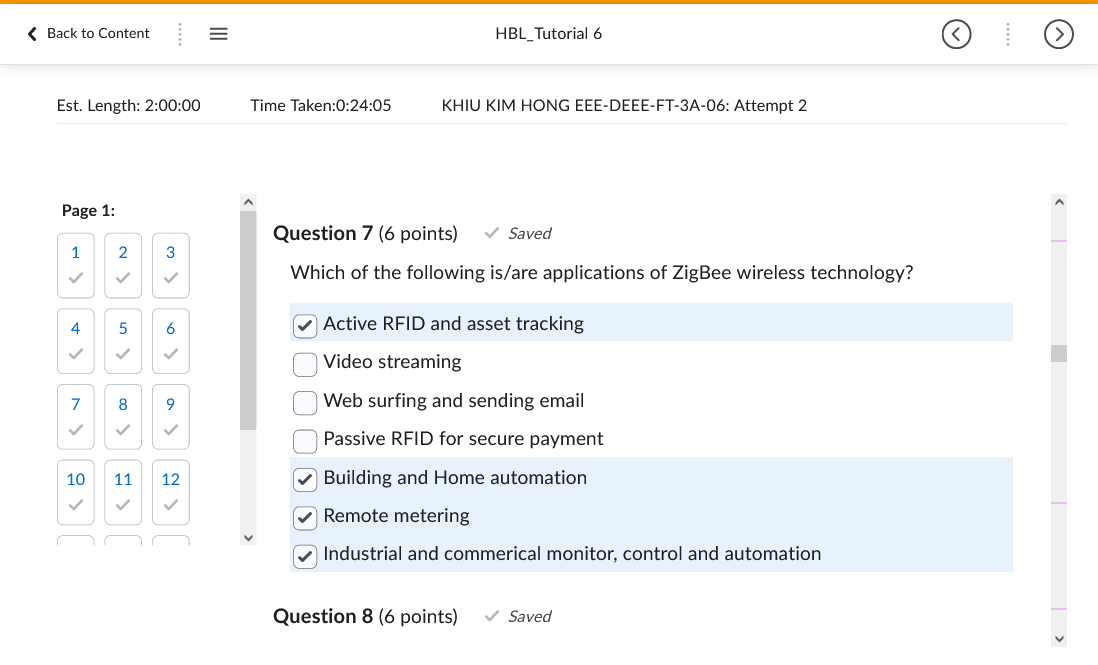 Back to Content
HBL_Tutorial 6
Est. Length: 2:00:00 Time Taken:0:24:05 KHIU KIM HONG EEE-DEEE-FT-3A-06: Attempt 2
Page 1:
1 2 3
4 5 6
7 8 9
10 11 12
Question 7 (6 points) Saved
Which of the following is/are applications of ZigBee wireless technology?
Active RFID and asset tracking
Video streaming
Web surfing and sending email
Passive RFID for secure payment
Building and Home automation
Remote metering
Industrial and commerical monitor, control and automation
Question 8 (6 points) Saved